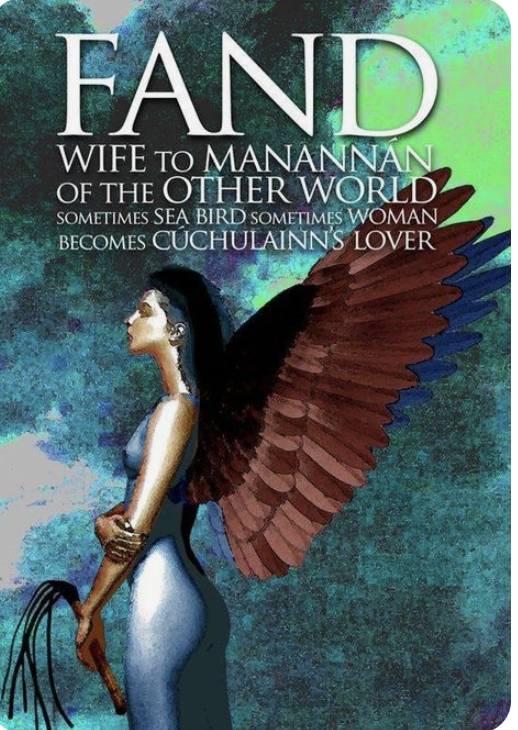 FAND
WIFE TO MANANNÁN
OF THE OTHER WORLD
SOMETIMES SEA BIRD SOMETIMES WOMAN
BECOMES CÚCHULAINN'S LOVER